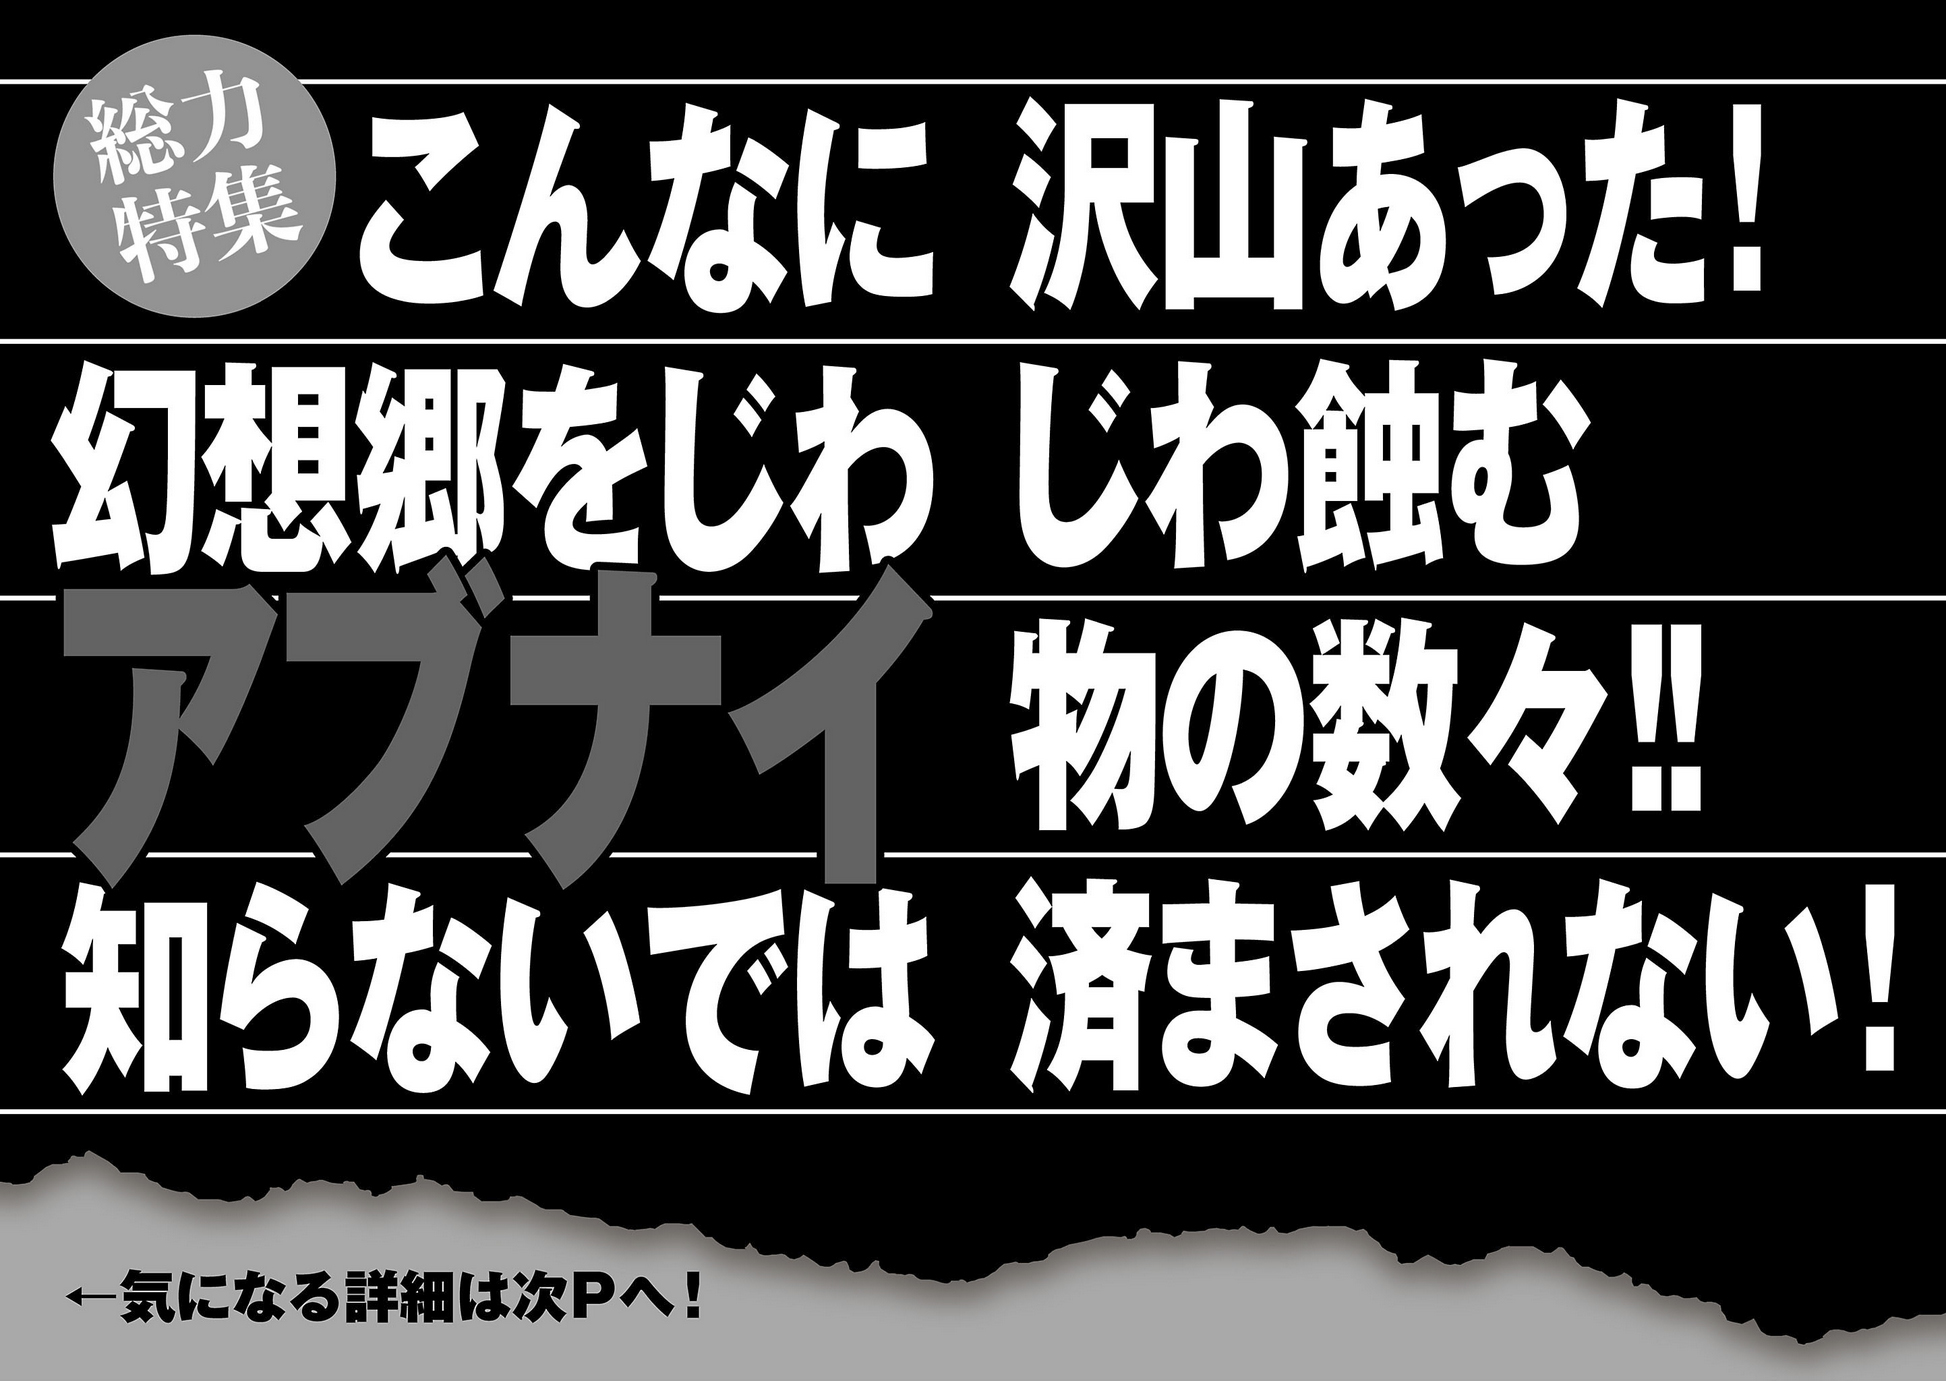 総力
特集
こんなに 沢山あった!
幻想郷をじわ じわ蝕む
アブナイ 物の数々!!
知らないでは 済まされない!
←気になる詳細は次Pへ!